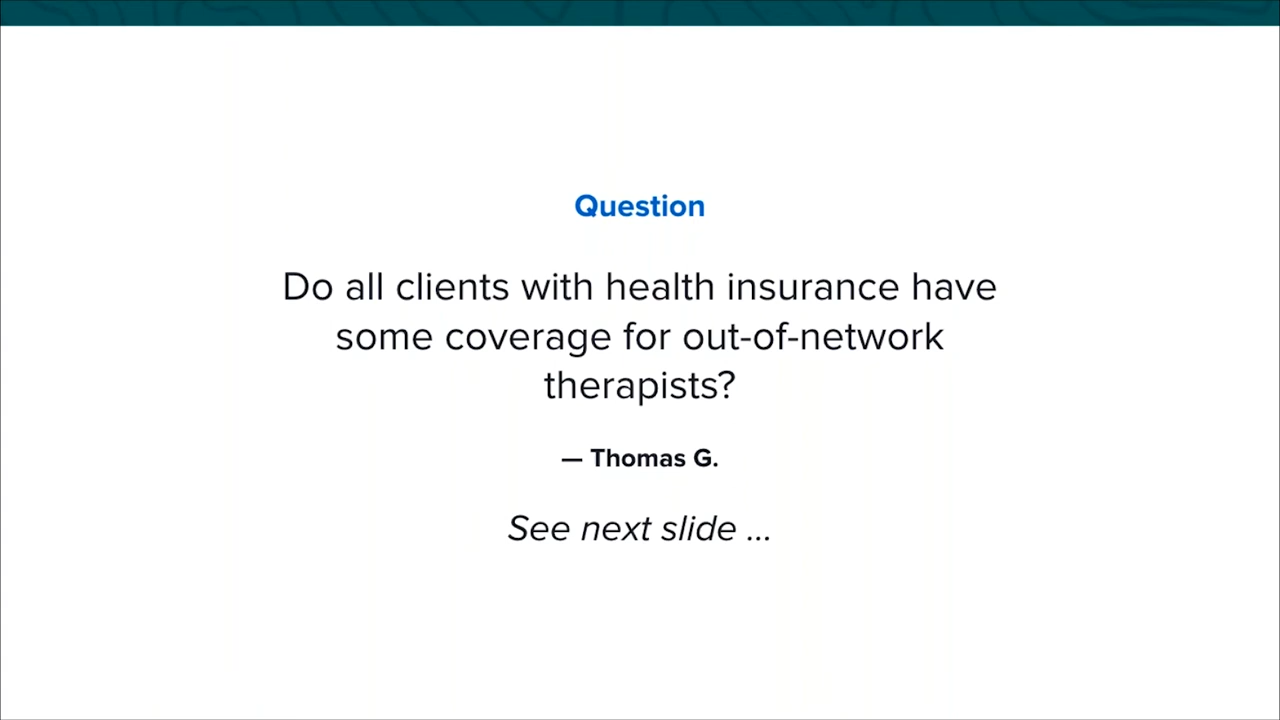 Question
Do all clients with health insurance have
some coverage for out-of-network
therapists?
— Thomas G.
See next slide ...